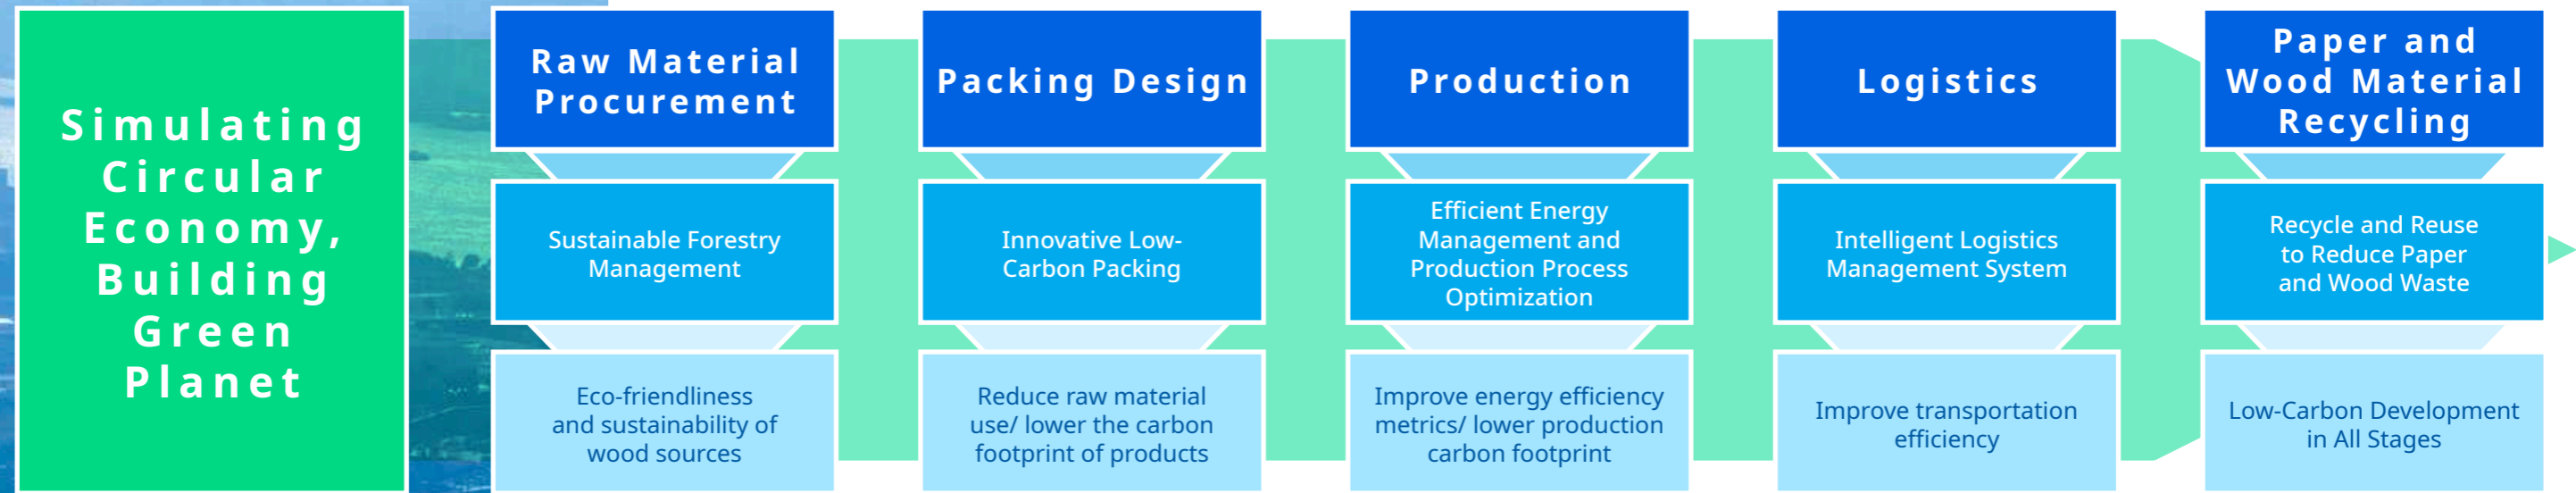 Simulating
Circular
Economy,
Building
Green
Planet
Raw Material
Procurement
Sustainable Forestry
Management
Eco-friendliness
and sustainability of
wood sources
Packing Design
Innovative Low-
Carbon Packing
Reduce raw material
use/ lower the carbon
footprint of products
Production
Efficient Energy
Management and
Production Process
Optimization
Improve energy efficiency
metrics/ lower production
carbon footprint
Logistics
Intelligent Logistics
Management System
Improve transportation
efficiency
Paper and
Wood Material
Recycling
Recycle and Reuse
to Reduce Paper
and Wood Waste
Low-Carbon Development
in All Stages